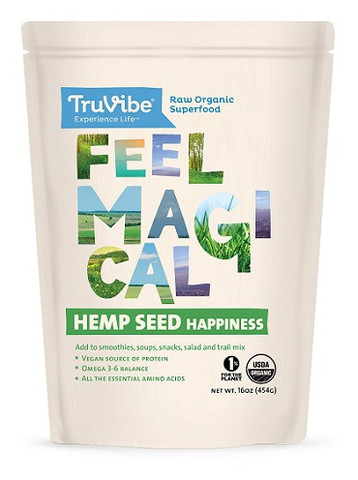 TruVibe®
Experience Life™
Raw Organic
Superfood
FEEL
MAGI
CAL
HEMP SEED HAPPINESS
Add to smoothies, soups, snacks, salad and trail mix
• VEGAN SOURCE OF PROTEIN
• OMEGA 3-6 BALANCE
• ALL THE ESSENTIAL AMINO ACIDS
1%
FOR THE
PLANET
USDA
ORGANIC
NET WT. 16OZ (454G)